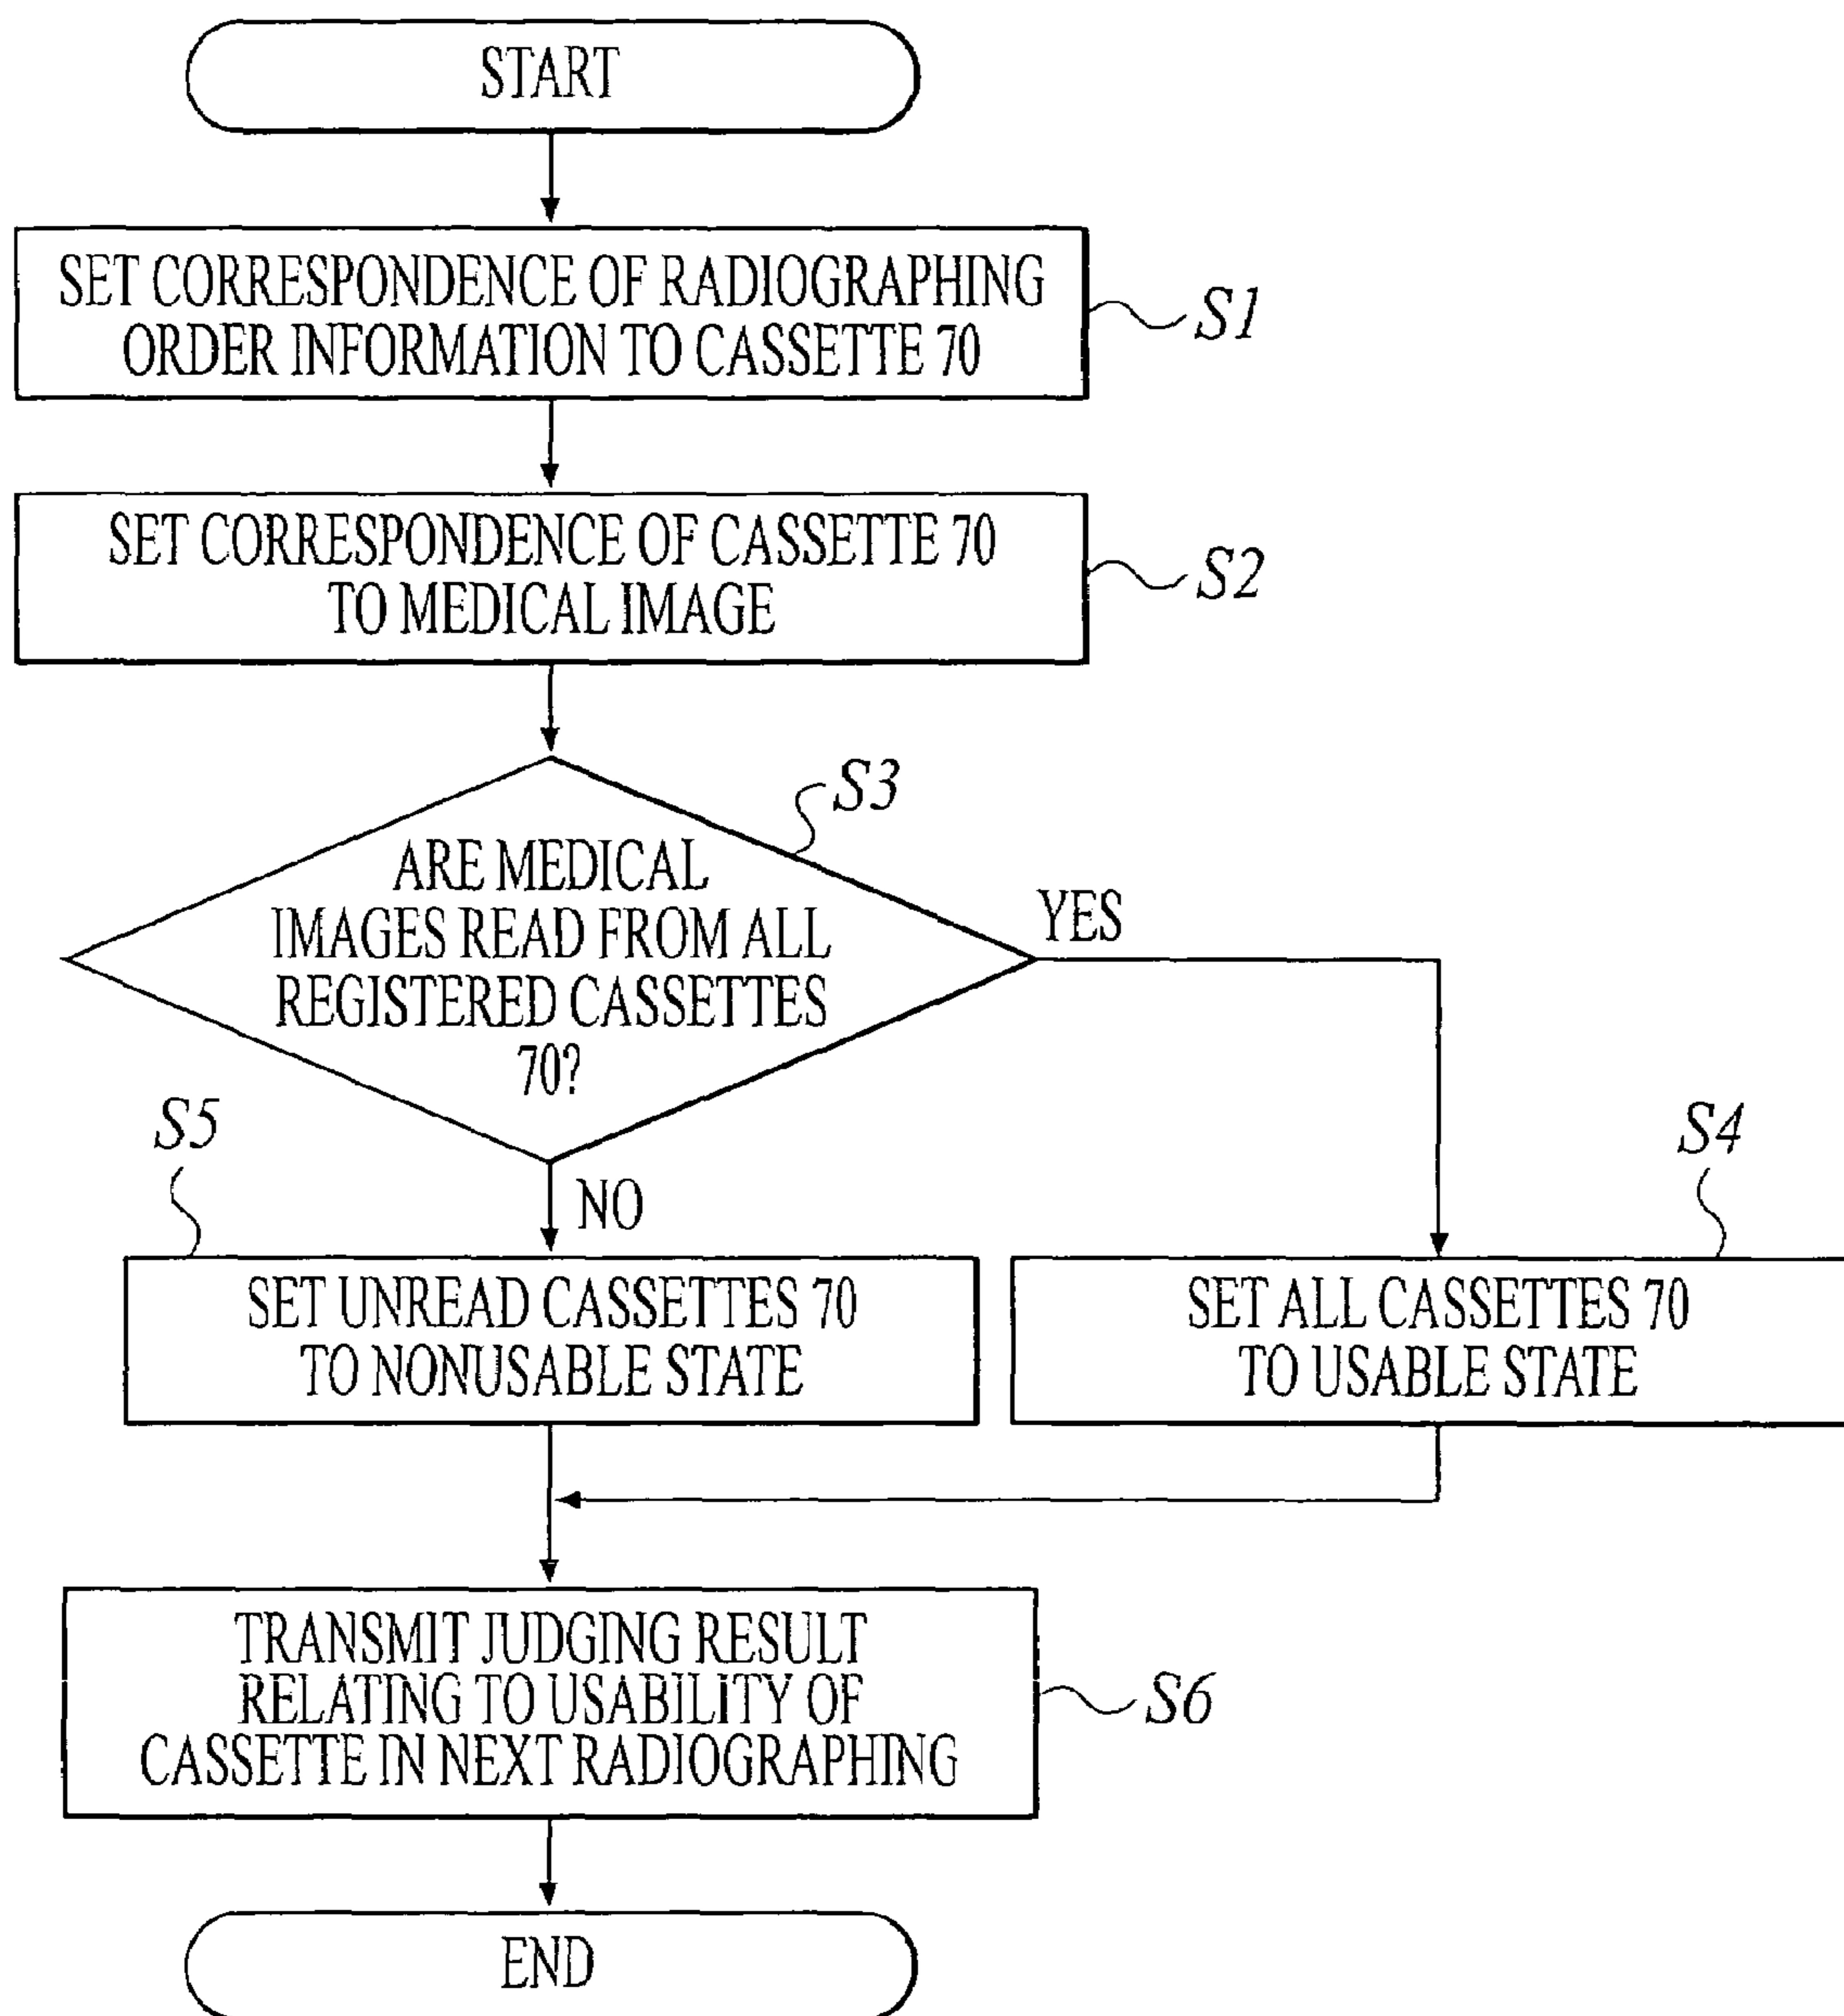 START
SET CORRESPONDENCE OF RADIOGRAPHING
ORDER INFORMATION TO CASSETTE 70
S1
SET CORRESPONDENCE OF CASSETTE 70
TO MEDICAL IMAGE
S2
S3
ARE MEDICAL
IMAGES READ FROM ALL
REGISTERED CASSETTES
70?
YES
NO
S5
SET UNREAD CASSETTES 70
TO NONUSABLE STATE
S4
SET ALL CASSETTES 70
TO USABLE STATE
TRANSMIT JUDGING RESULT
RELATING TO USABILITY OF
CASSETTE IN NEXT RADIOGRAPHING
S6
END